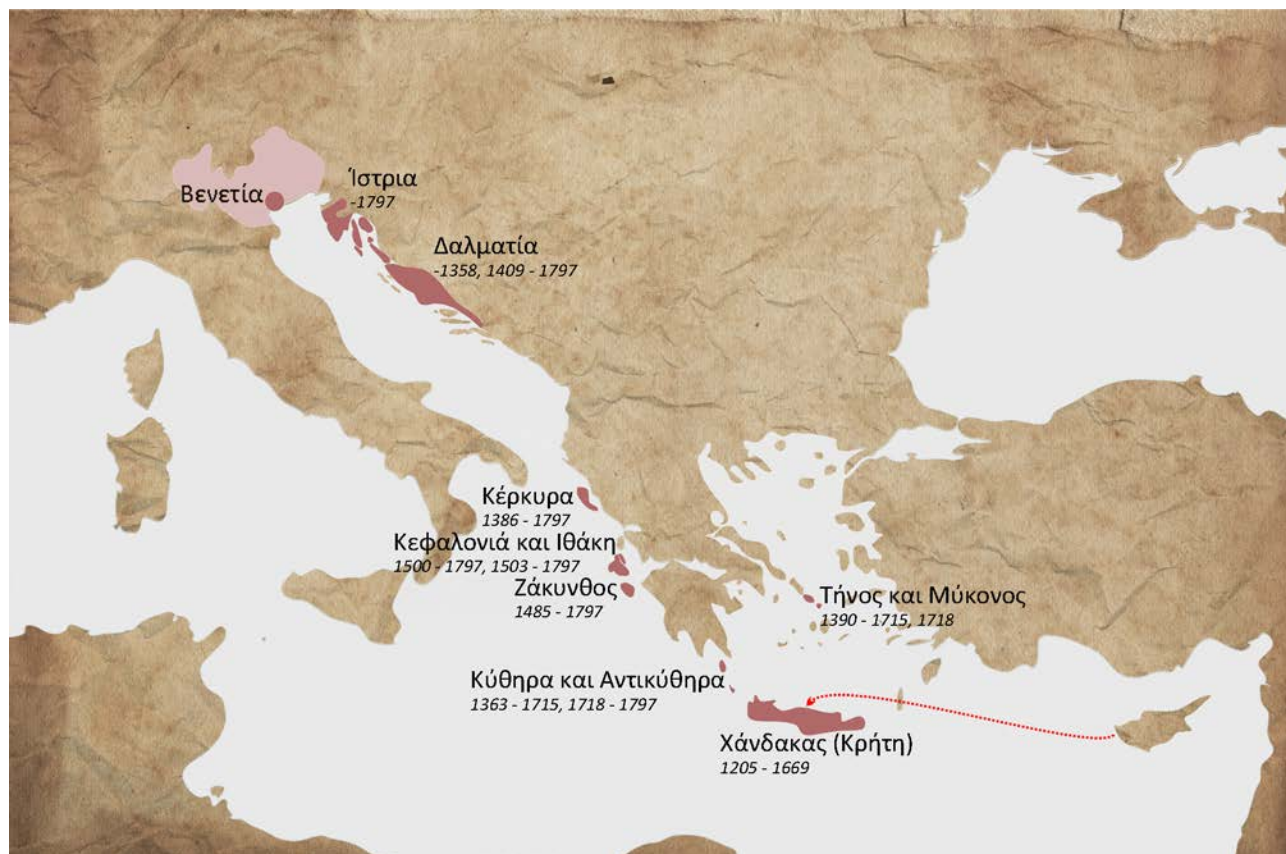 Βενετία
Ίστρια
-1797
Δαλματία
-1358, 1409 - 1797
Κέρκυρα
1386 - 1797
Κεφαλονιά και Ιθάκη
1500 - 1797, 1503 - 1797
Ζάκυνθος
1485 - 1797
Τήνος και Μύκονος
1390 - 1715, 1718
Κύθηρα και Αντικύθηρα
1363 - 1715, 1718 - 1797
Χάνδακας (Κρήτη)
1205 - 1669